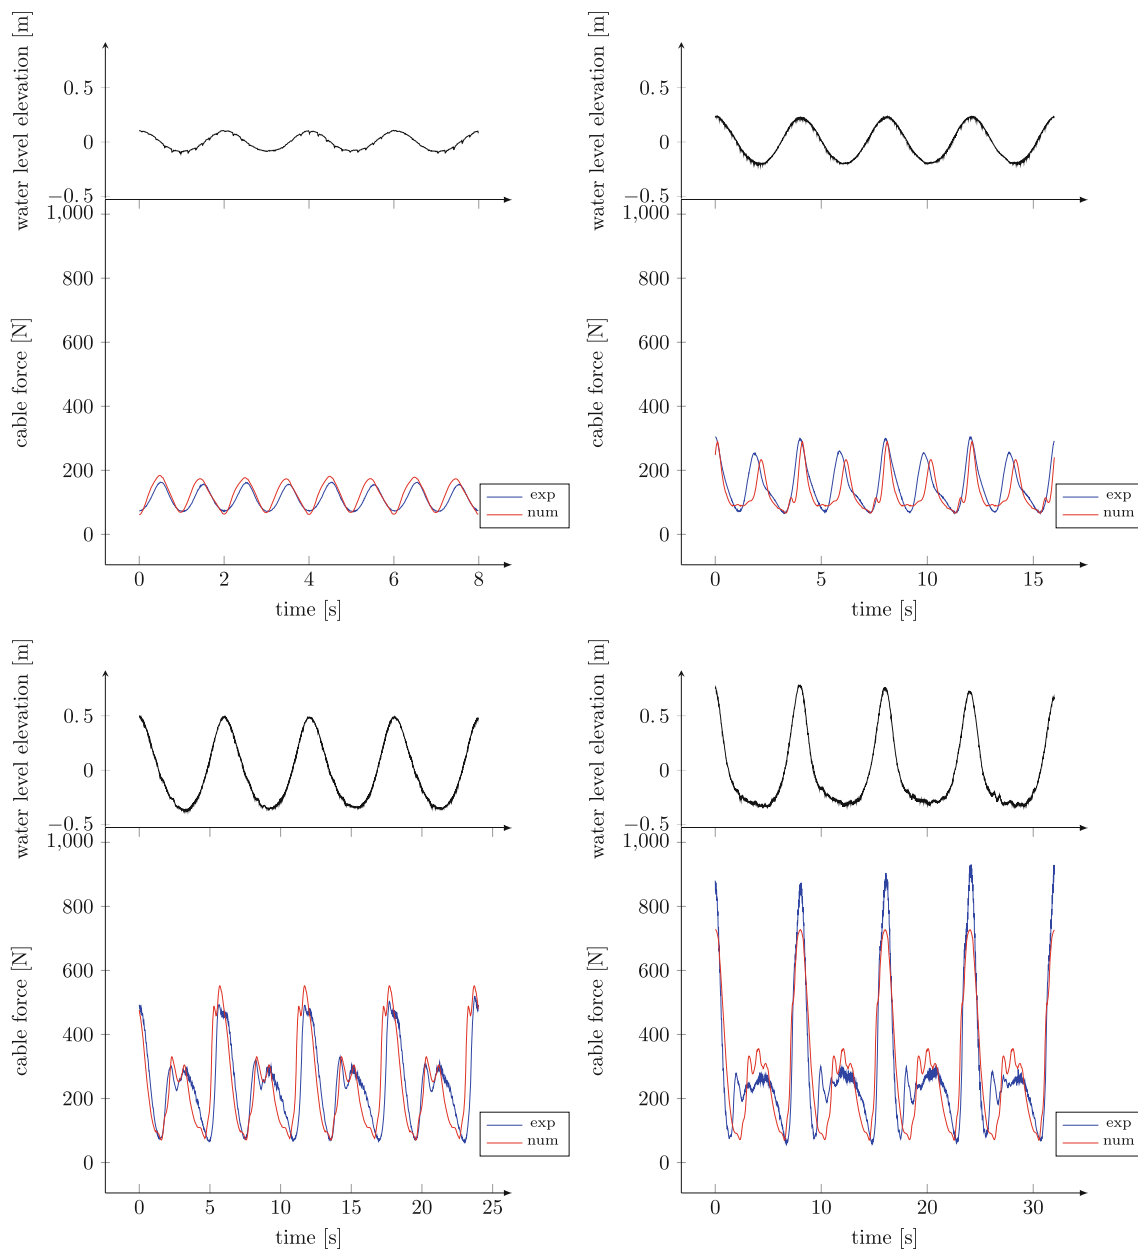 water level elevation [m]
0.5
0
−0.5
cable force [N]
1,000
800
600
400
200
0
exp
num
0 2 4 6 8
time [s]
water level elevation [m]
0.5
0
−0.5
cable force [N]
1,000
800
600
400
200
0
exp
num
0 5 10 15
time [s]
water level elevation [m]
0.5
0
−0.5
cable force [N]
1,000
800
600
400
200
0
exp
num
0 5 10 15 20 25
time [s]
water level elevation [m]
0.5
0
−0.5
cable force [N]
1,000
800
600
400
200
0
exp
num
0 10 20 30
time [s]